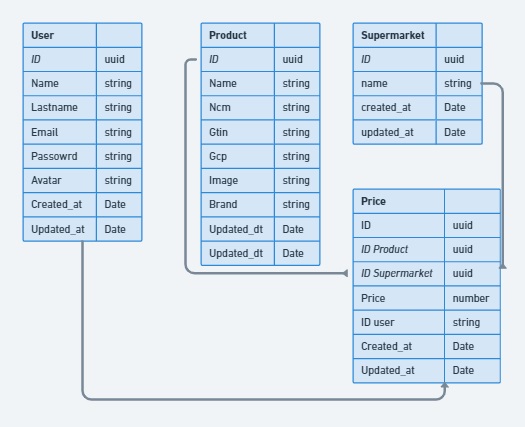 User
ID uuid
Name string
Lastname string
Email string
Passowrd string
Avatar string
Created_at Date
Updated_at Date
Product
ID uuid
Name string
Ncm string
Gtin string
Gcp string
Image string
Brand string
Updated_dt Date
Updated_dt Date
Supermarket
ID uuid
name string
created_at Date
updated_at Date
Price
ID uuid
ID Product uuid
ID Supermarket uuid
Price number
ID user string
Created_at Date
Updated_at Date